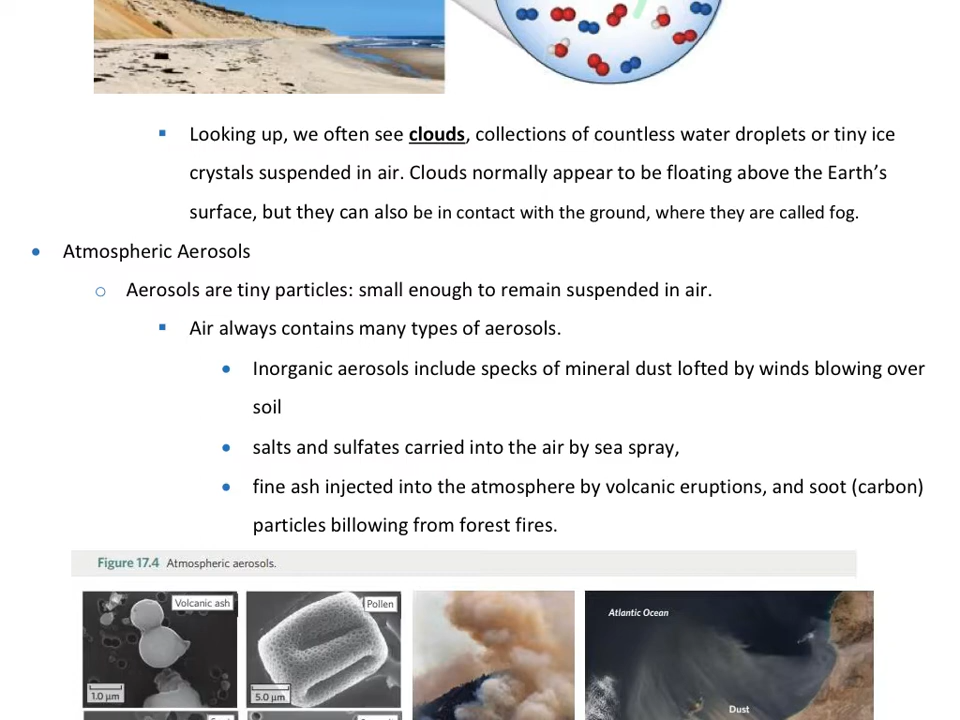 Looking up, we often see clouds, collections of countless water droplets or tiny ice
crystals suspended in air. Clouds normally appear to be floating above the Earth’s
surface, but they can also be in contact with the ground, where they are called fog.
Atmospheric Aerosols
Aerosols are tiny particles: small enough to remain suspended in air.
Air always contains many types of aerosols.
Inorganic aerosols include specks of mineral dust lofted by winds blowing over
soil
salts and sulfates carried into the air by sea spray,
fine ash injected into the atmosphere by volcanic eruptions, and soot (carbon)
particles billowing from forest fires.
Figure 17.4 Atmospheric aerosols.
Volcanic ash
Pollen
Atlantic Ocean
1.0 µm
5.0 µm
Dust